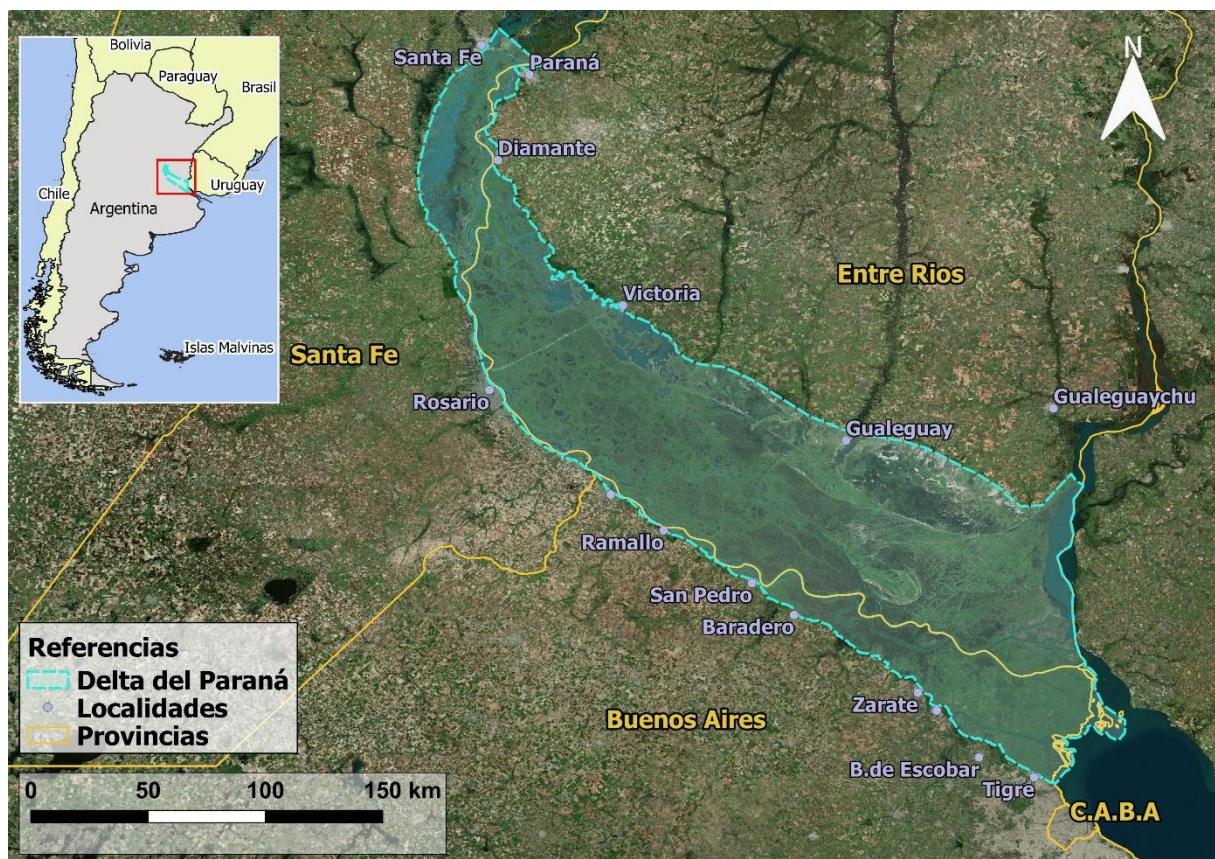 Bolivia
Paraguay
Brasil
Chile
Uruguay
Argentina
Islas Malvinas
N
Santa Fe
Paraná
Diamante
Victoria
Entre Rios
Santa Fe
Rosario
Gualeguaychu
Gualeguay
Ramallo
San Pedro
Baradero
Zarate
Buenos Aires
B.de Escobar
Tigre
C.A.B.A
Referencias
Delta del Paraná
Localidades
Provincias
0 50 100 150 km